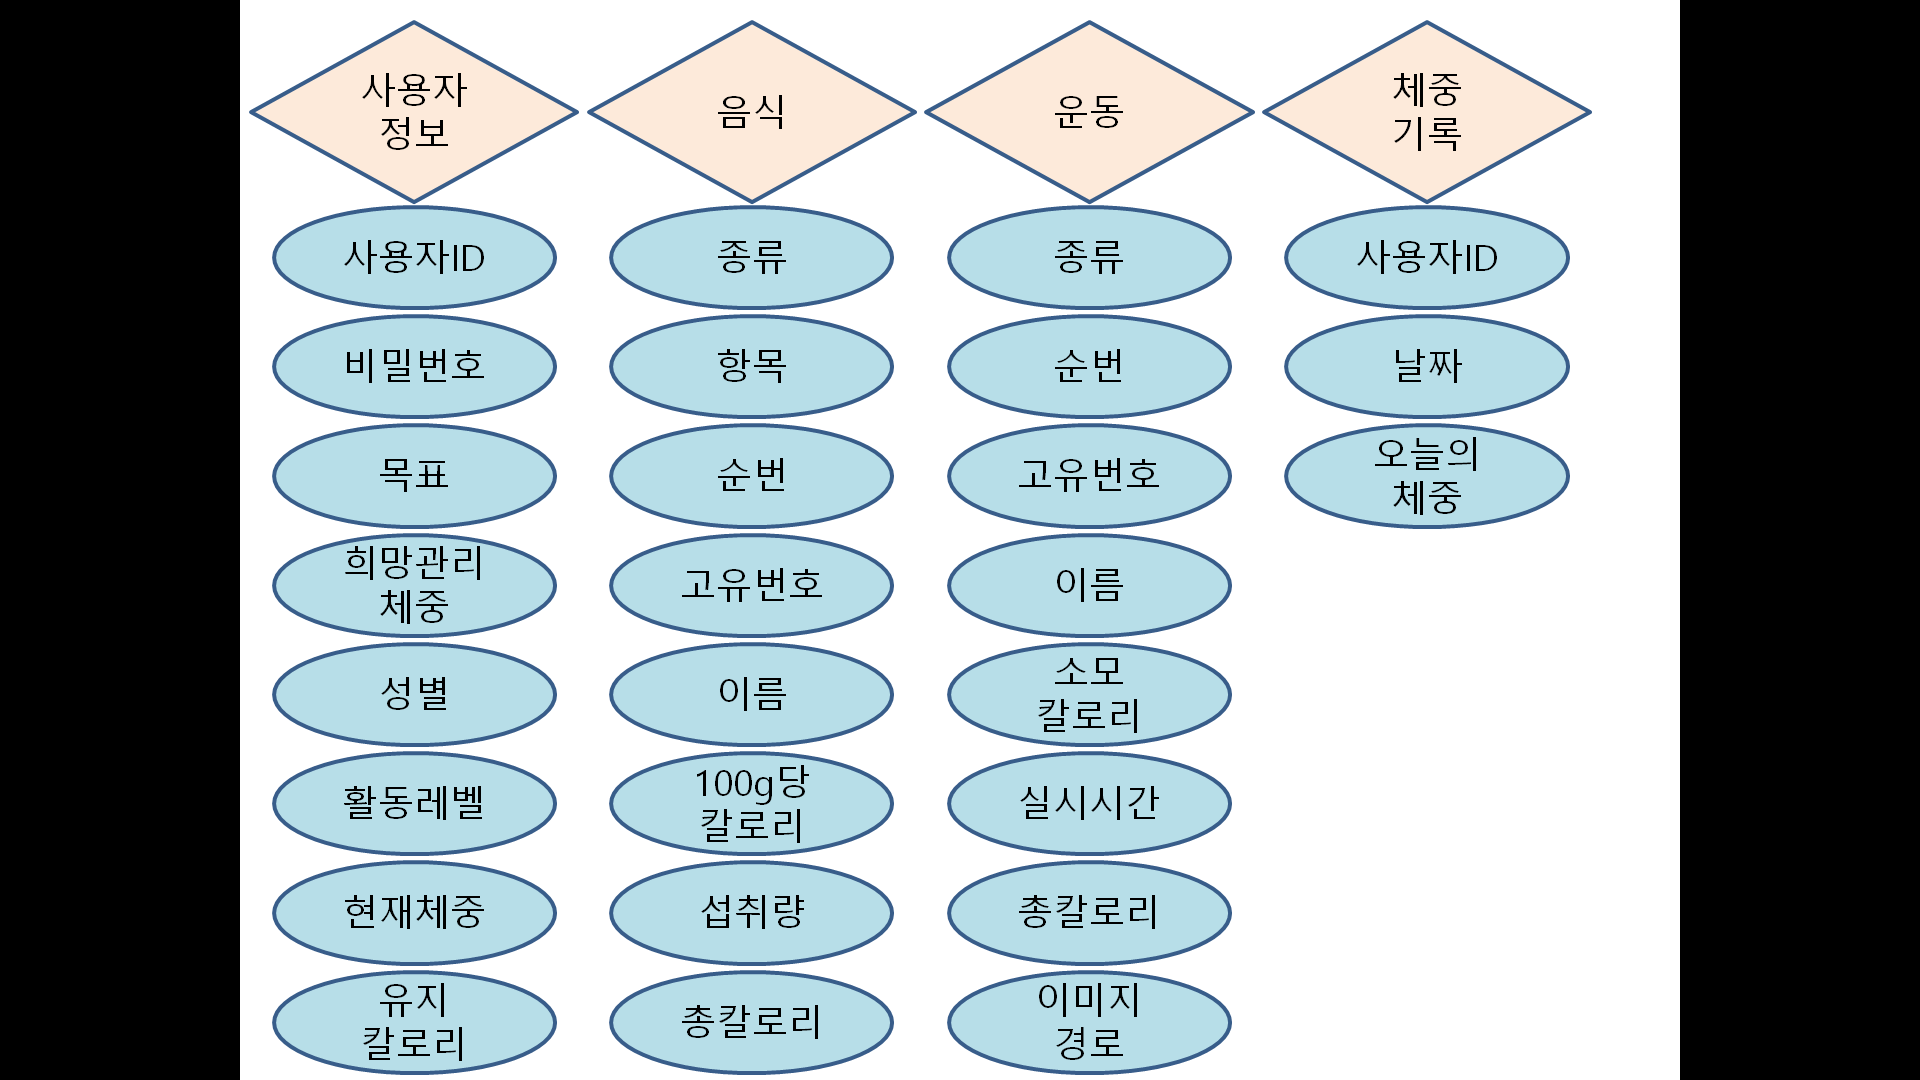 사용자
정보
음식
운동
체중
기록
사용자ID
종류
종류
사용자ID
비밀번호
항목
순번
날짜
목표
순번
고유번호
오늘의
체중
희망관리
체중
고유번호
이름
성별
이름
소모
칼로리
활동레벨
100g당
칼로리
실시시간
현재체중
섭취량
총칼로리
유지
칼로리
총칼로리
이미지
경로